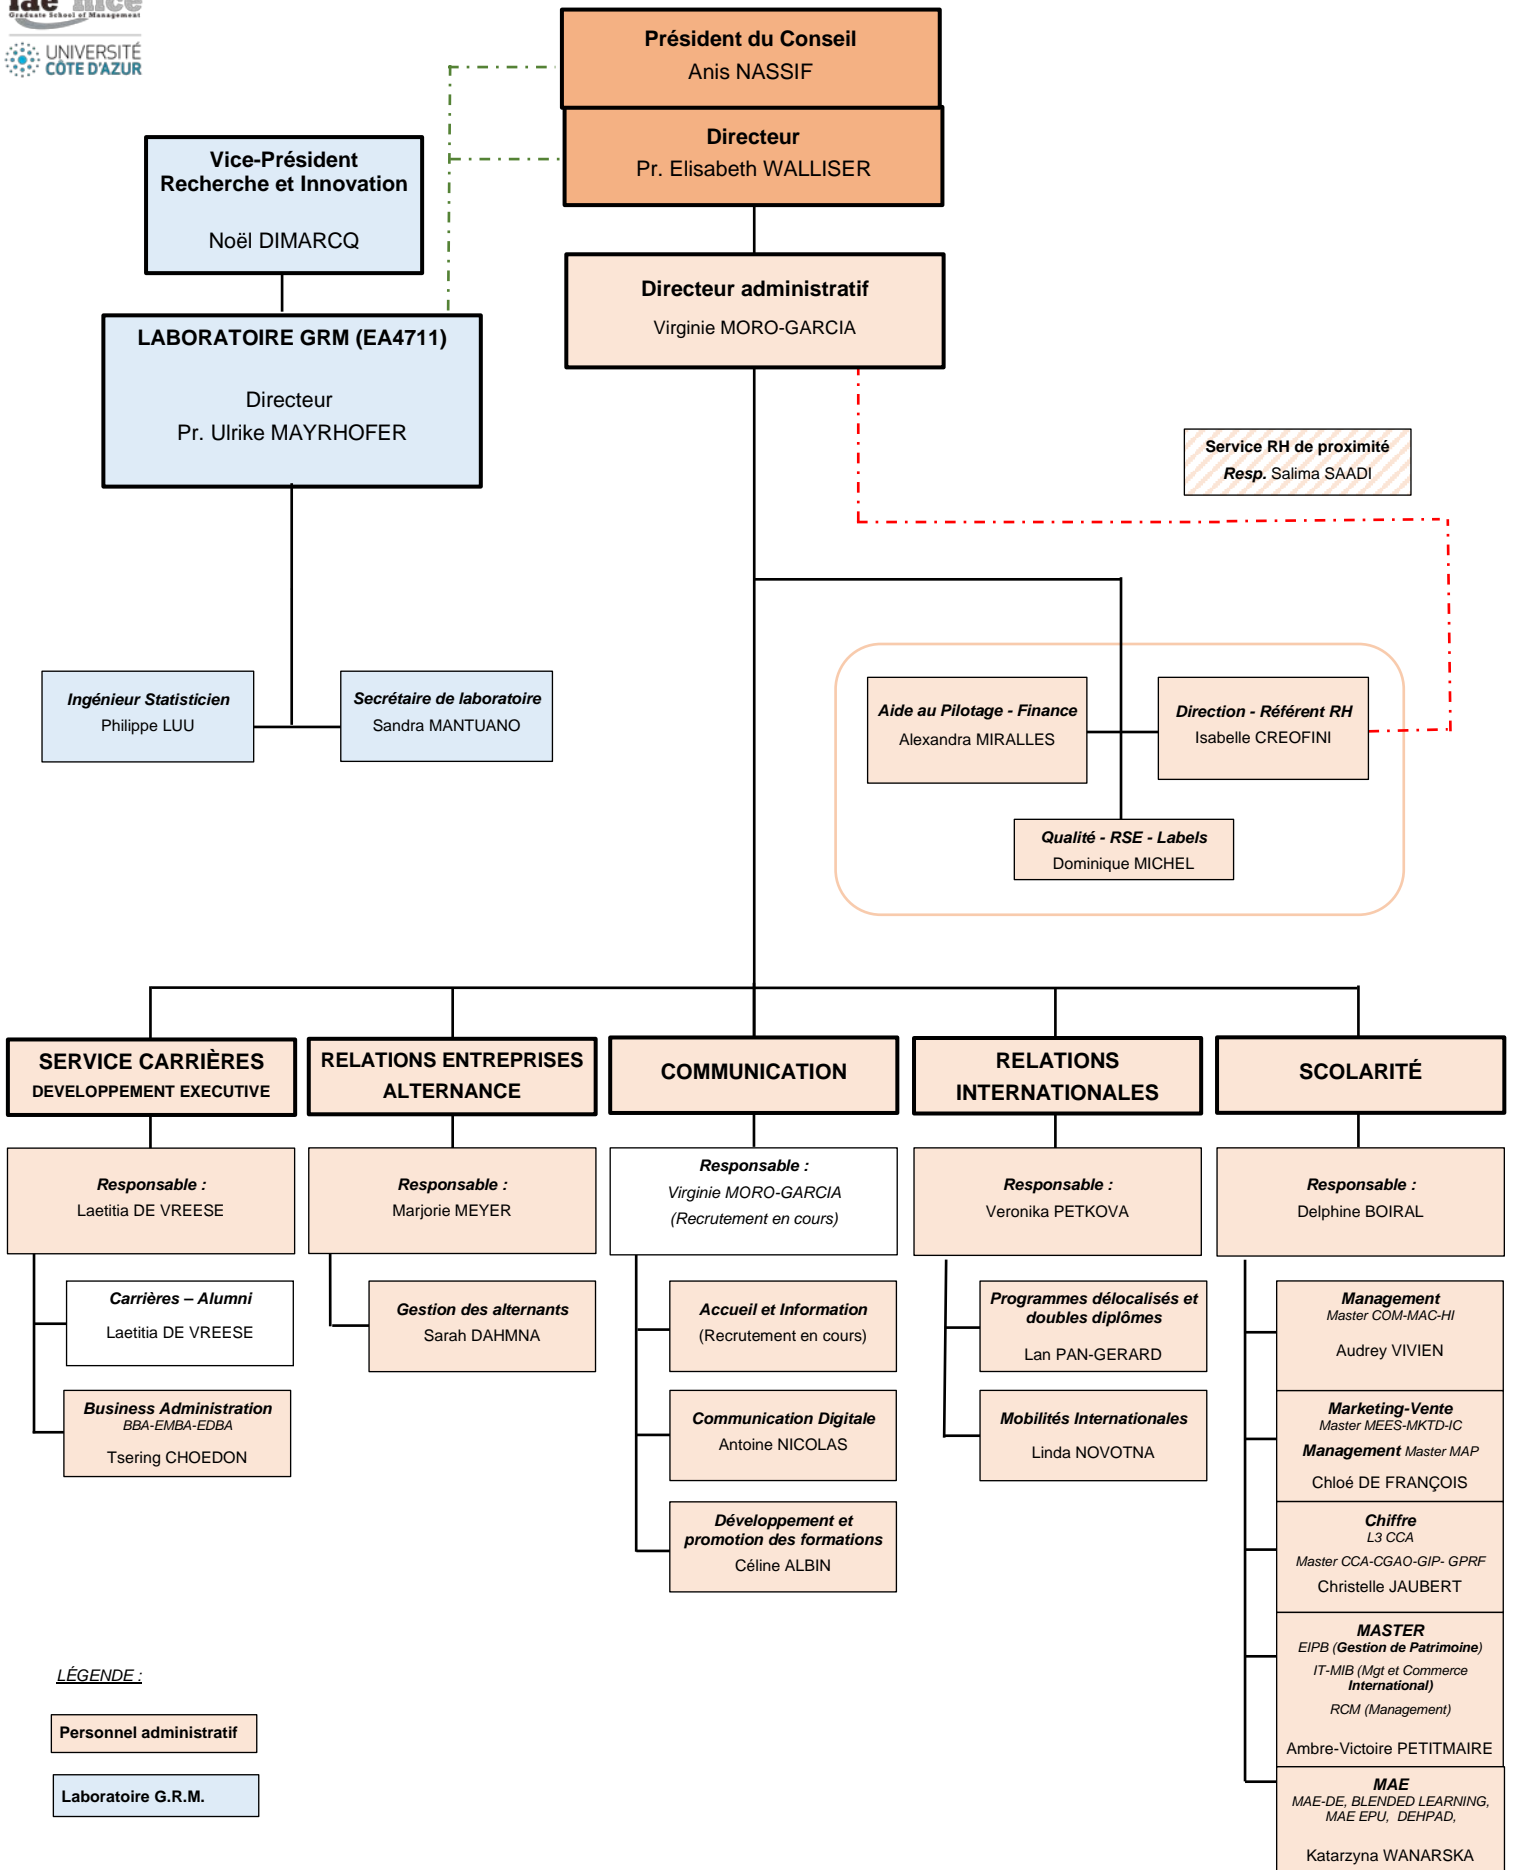 iae nice
Graduate School of Management
UNIVERSITÉ
CÔTE D'AZUR
Président du Conseil
Anis NASSIF
Directeur
Pr. Elisabeth WALLISER
Vice-Président
Recherche et Innovation
Noël DIMARCQ
Directeur administratif
Virginie MORO-GARCIA
LABORATOIRE GRM (EA4711)
Directeur
Pr. Ulrike MAYRHOFER
Service RH de proximité
Resp. Salima SAADI
Ingénieur Statisticien
Philippe LUU
Secrétaire de laboratoire
Sandra MANTUANO
Aide au Pilotage - Finance
Alexandra MIRALLES
Direction - Référent RH
Isabelle CREOFINI
Qualité - RSE - Labels
Dominique MICHEL
SERVICE CARRIÈRES
DEVELOPPEMENT EXECUTIVE
Responsable :
Laetitia DE VREESE
Carrières – Alumni
Laetitia DE VREESE
Business Administration
BBA-EMBA-EDBA
Tsering CHOEDON
RELATIONS ENTREPRISES
ALTERNANCE
Responsable :
Marjorie MEYER
Gestion des alternants
Sarah DAHMNA
COMMUNICATION
Responsable :
Virginie MORO-GARCIA
(Recrutement en cours)
Accueil et Information
(Recrutement en cours)
Communication Digitale
Antoine NICOLAS
Développement et
promotion des formations
Céline ALBIN
RELATIONS
INTERNATIONALES
Responsable :
Veronika PETKOVA
Programmes délocalisés et
doubles diplômes
Lan PAN-GERARD
Mobilités Internationales
Linda NOVOTNA
SCOLARITÉ
Responsable :
Delphine BOIRAL
Management
Master COM-MAC-HI
Audrey VIVIEN
Marketing-Vente
Master MEES-MKTD-IC
Management Master MAP
Chloé DE FRANÇOIS
Chiffre
L3 CCA
Master CCA-CGAO-GIP- GPRF
Christelle JAUBERT
MASTER
EIPB (Gestion de Patrimoine)
IT-MIB (Mgt et Commerce
International)
RCM (Management)
Ambre-Victoire PETITMAIRE
MAE
MAE-DE, BLENDED LEARNING,
MAE EPU, DEHPAD,
Katarzyna WANARSKA
LÉGENDE :
Personnel administratif
Laboratoire G.R.M.